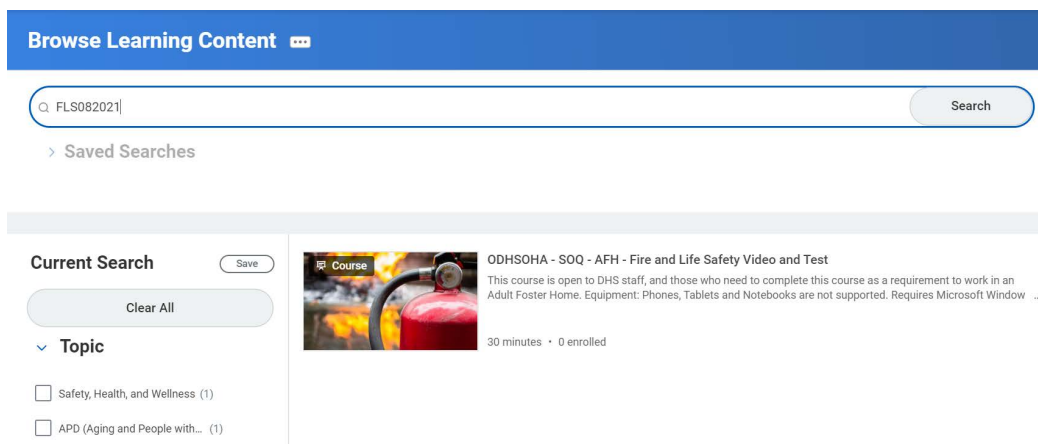 Browse Learning Content
FLS082021
Search
Saved Searches
Current Search
Save
Clear All
Topic
Safety, Health, and Wellness (1)
APD (Aging and People with... (1)
Course
ODHSOHA - SOQ - AFH - Fire and Life Safety Video and Test
This course is open to DHS staff, and those who need to complete this course as a requirement to work in an
Adult Foster Home. Equipment: Phones, Tablets and Notebooks are not supported. Requires Microsoft Window ...
30 minutes • 0 enrolled